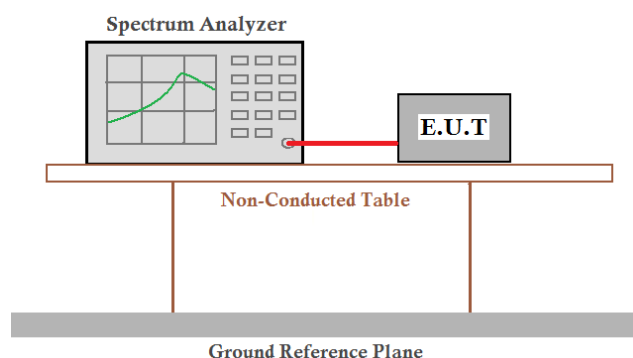 Spectrum Analyzer
E.U.T
Non-Conducted Table
Ground Reference Plane